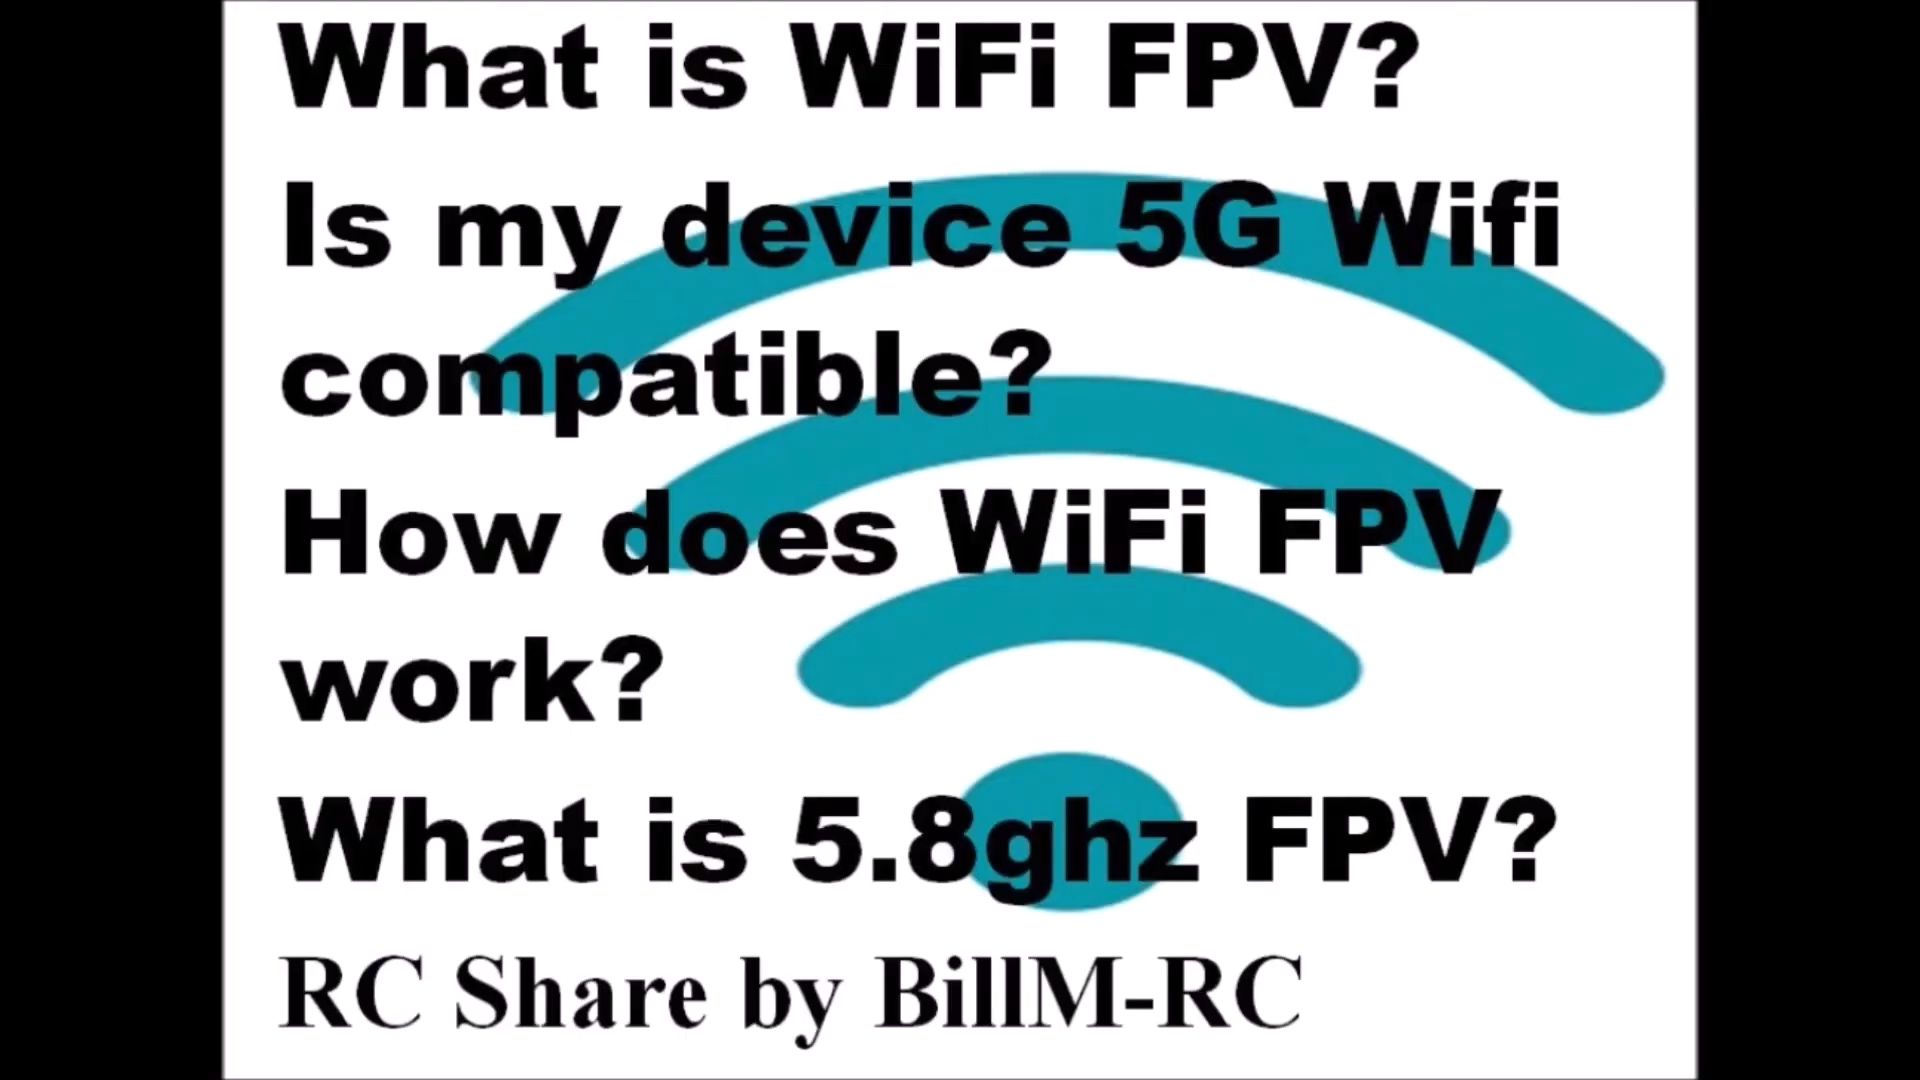 What is WiFi FPV?
Is my device 5G Wifi
compatible?
How does WiFi FPV
work?
What is 5.8ghz FPV?
RC Share by BillM-RC